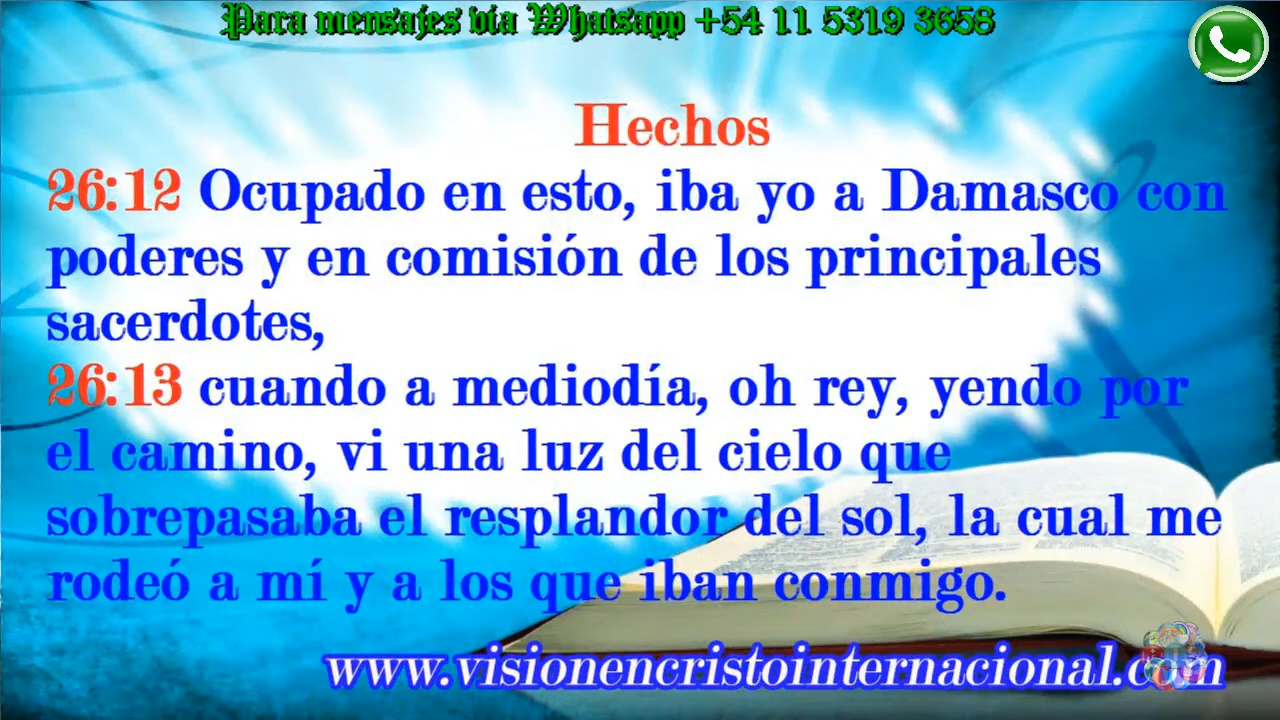 Para mensajes vía Whatsapp +54 11 5319 3658
Hechos
26:12 Ocupado en esto, iba yo a Damasco con
poderes y en comisión de los principales
sacerdotes,
26:13 cuando a mediodía, oh rey, yendo por
el camino, vi una luz del cielo que
sobrepasaba el resplandor del sol, la cual me
rodeó a mí y a los que iban conmigo.
www.visionencristointernacional.com